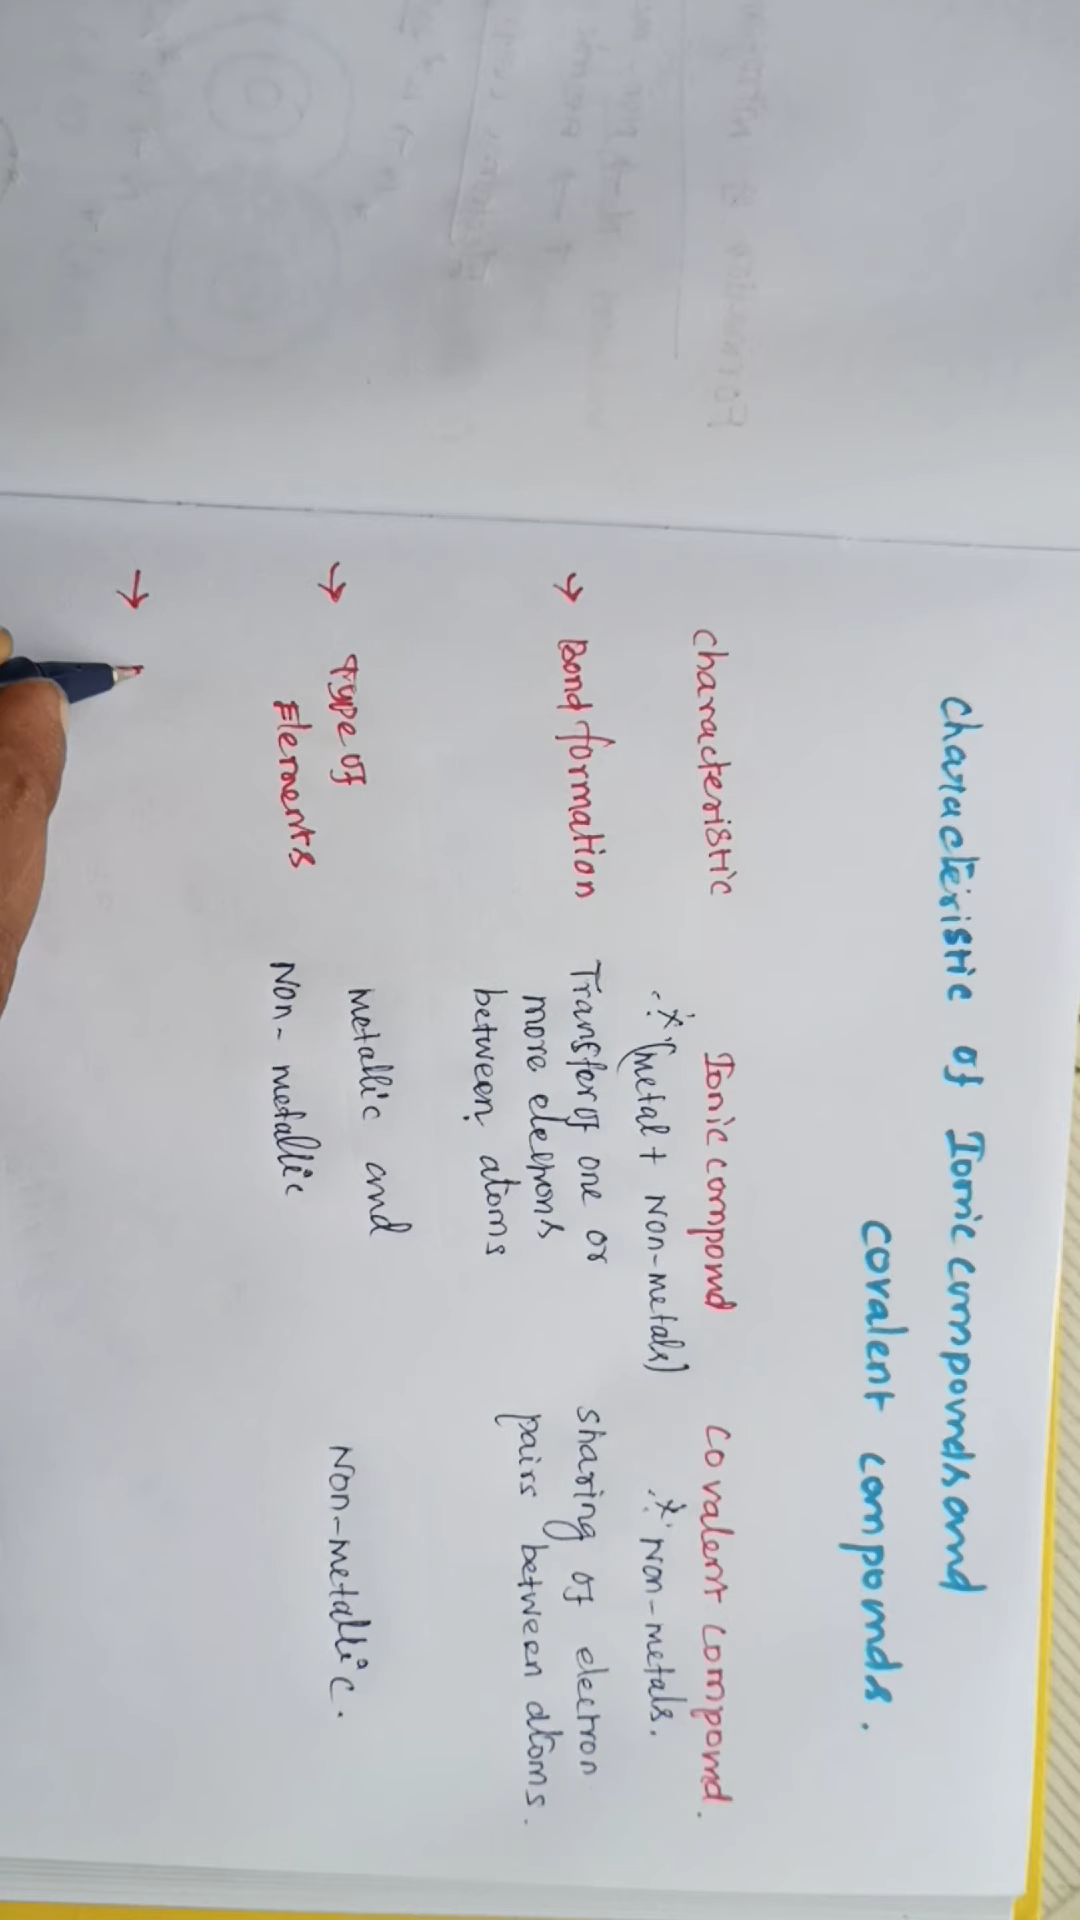 characteristic of Ionic compounds and
covalent compounds.
characteristic Ionic compound covalent compound.
(metal + Non-metals) Non-metals.
→ Bond formation Transfer of one or sharing of electron
more electrons pairs between atoms.
between atoms
→ Type of metallic and Non-metallic.
Elements Non-metallic
→